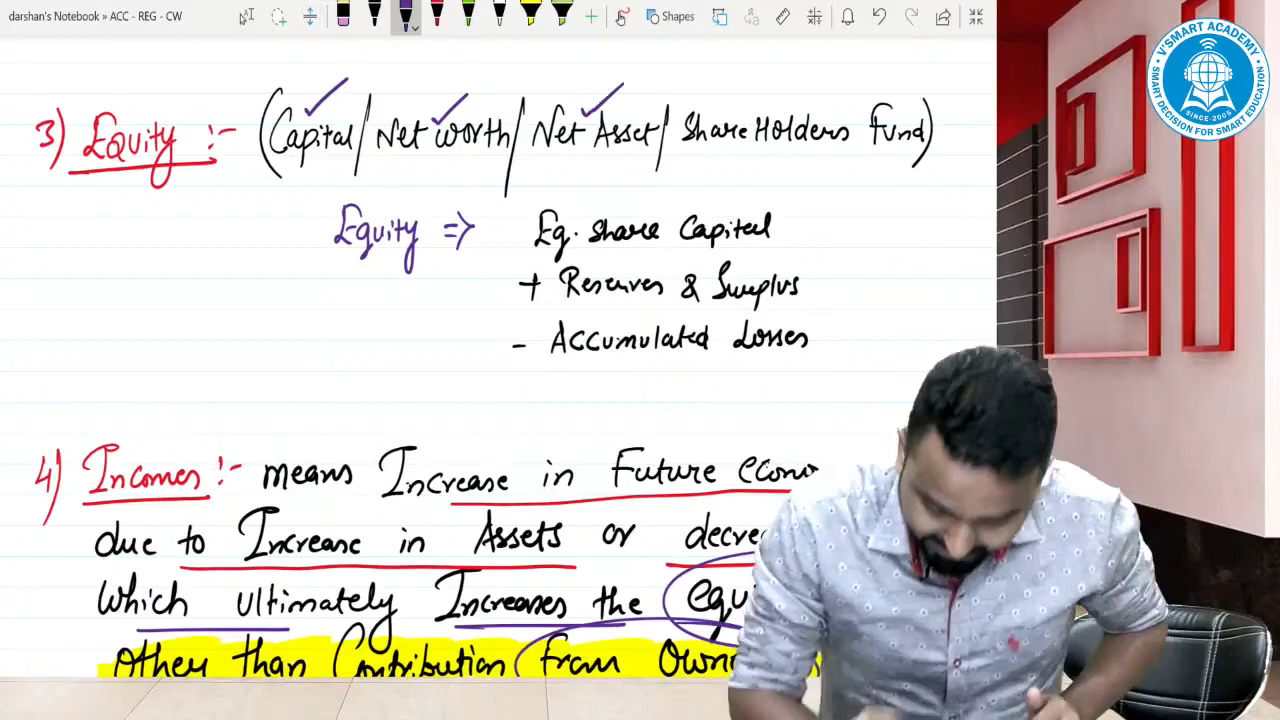 darshan's Notebook » ACC - REG - CW
Shapes
3) Equity :- (Capital / Net worth / Net Asset / Share Holders Fund)
Equity ⇒ Eq. share Capital
+ Reserves & Surplus
- Accumulated Losses
4) Incomes :- means Increase in Future
due to Increase in Assets or
Which ultimately Increases the
Other than Contribution from
V'SMART ACADEMY
SINCE-2005
SMART DECISION FOR SMART EDUCATION